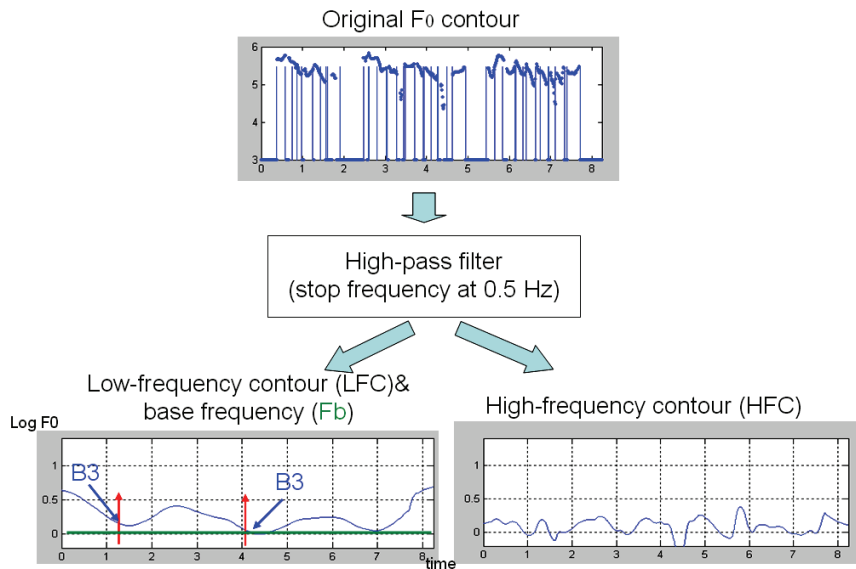 Original F0 contour
6
5
4
3
0 1 2 3 4 5 6 7 8
High-pass filter
(stop frequency at 0.5 Hz)
Low-frequency contour (LFC)&
base frequency (Fb)
High-frequency contour (HFC)
Log F0
1
0.5
0
B3
B3
0 1 2 3 4 5 6 7 8
time
1
0.5
0
0 1 2 3 4 5 6 7 8